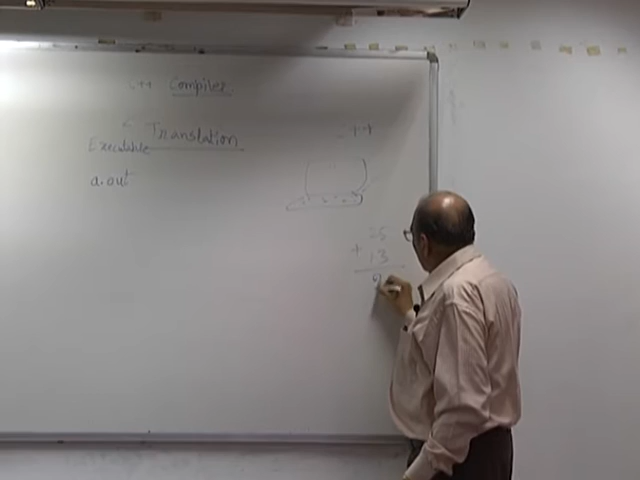 C++ Compiler
Translation
Executable
a.out
C++
25
+ 13